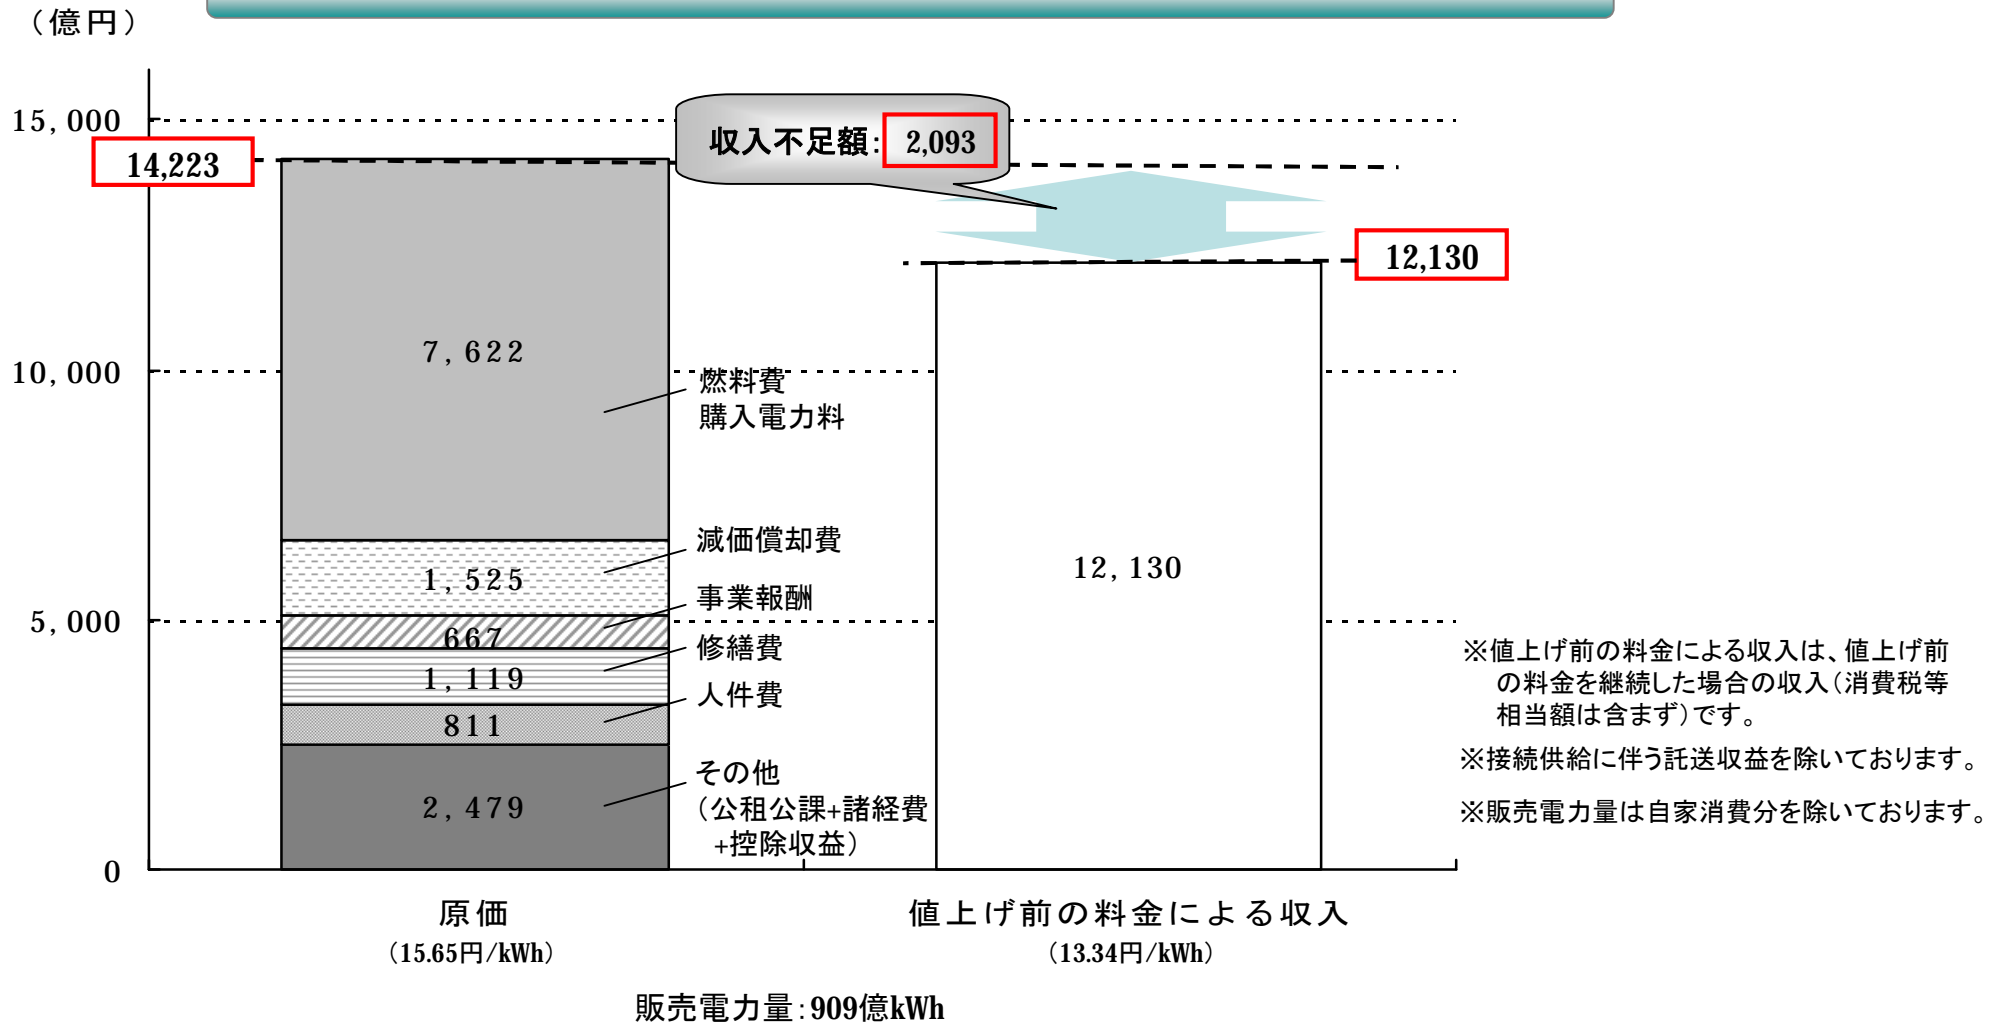 （億円）
15,000
14,223
収入不足額：2,093
12,130
7,622
10,000
燃料費
購入電力料
減価償却費
1,525
12,130
事業報酬
5,000
667
修繕費
1,119
人件費
811
その他
（公租公課+諸経費
+控除収益）
2,479
0
※値上げ前の料金による収入は、値上げ前
の料金を継続した場合の収入（消費税等
相当額は含まず）です。
※接続供給に伴う託送収益を除いております。
※販売電力量は自家消費分を除いております。
原価
（15.65円/kWh）
値上げ前の料金による収入
（13.34円/kWh）
販売電力量：909億kWh